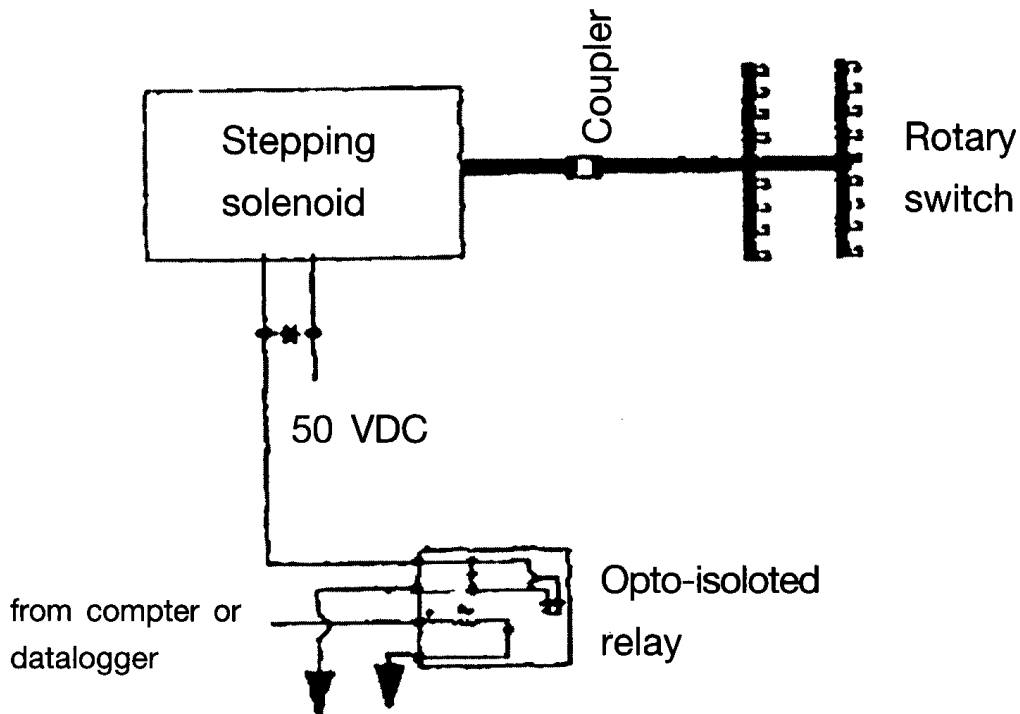 Stepping
solenoid
Coupler
Rotary
switch
50 VDC
Opto-isoloted
relay
from compter or
datalogger